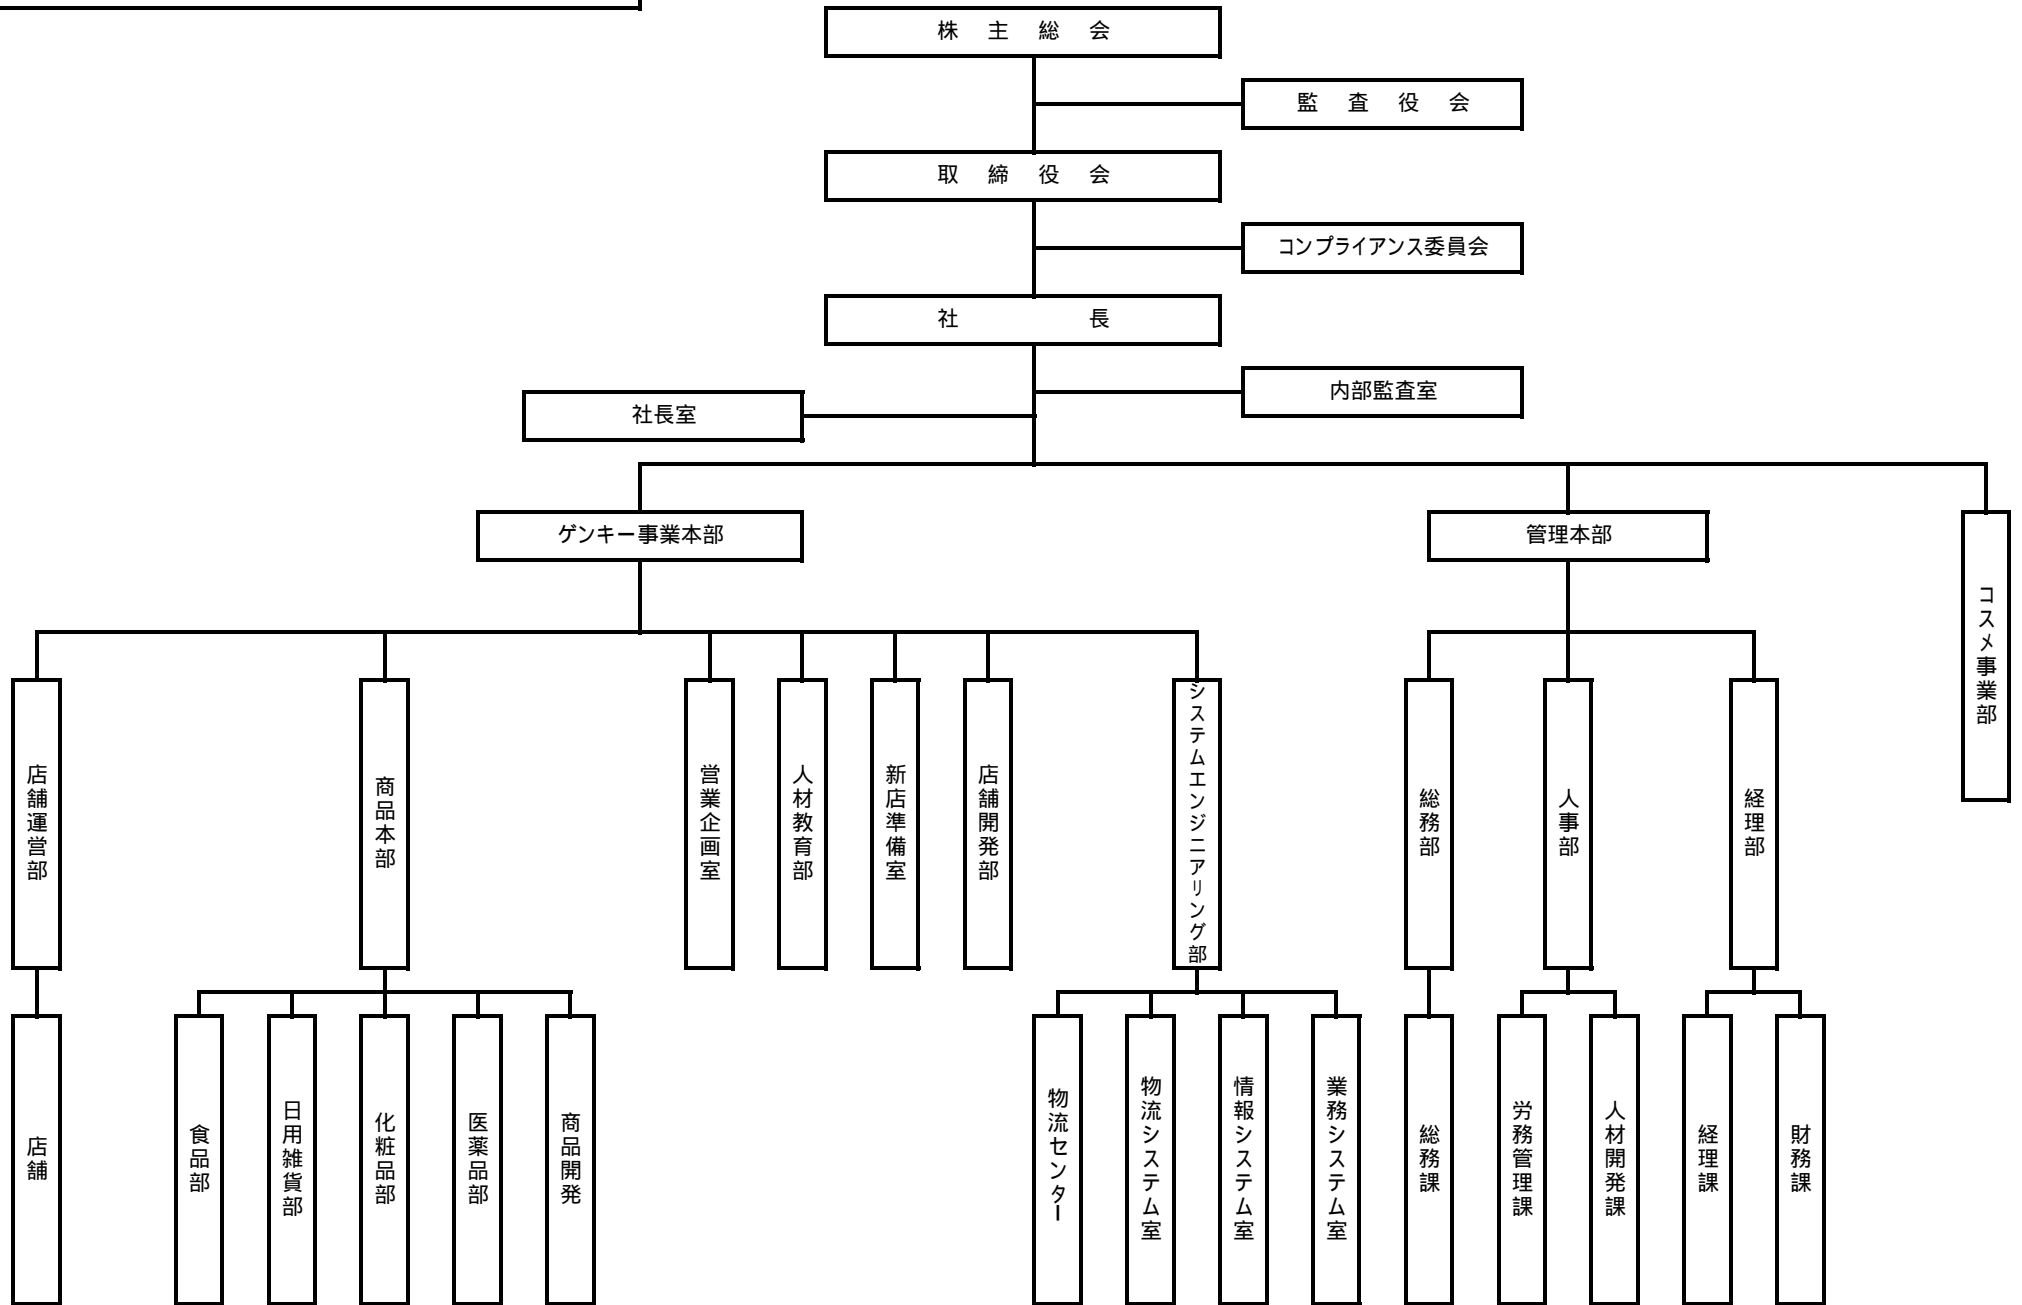 株 主 総 会
監 査 役 会
取 締 役 会
コンプライアンス委員会
社 長
内部監査室
社長室
ゲンキー事業本部
管理本部
コスメ事業部
店舗運営部
商品本部
営業企画室
人材教育部
新店準備室
店舗開発部
システムエンジニアリング部
総務部
人事部
経理部
店舗
食品部
日用雑貨部
化粧品部
医薬品部
商品開発
物流センター
物流システム室
情報システム室
業務システム室
総務課
労務管理課
人材開発課
経理課
財務課